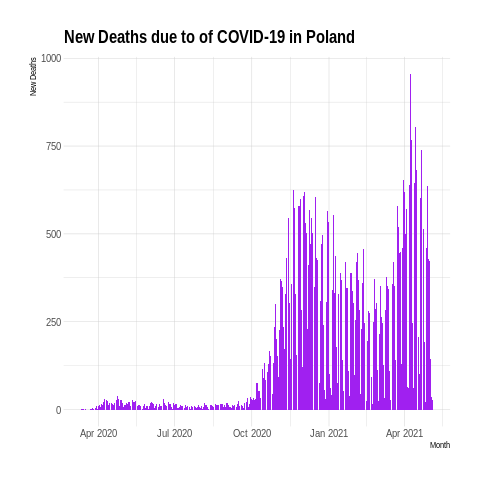 New Deaths due to of COVID-19 in Poland
New Deaths
1000
750
500
250
0
Apr 2020
Jul 2020
Oct 2020
Jan 2021
Apr 2021
Month